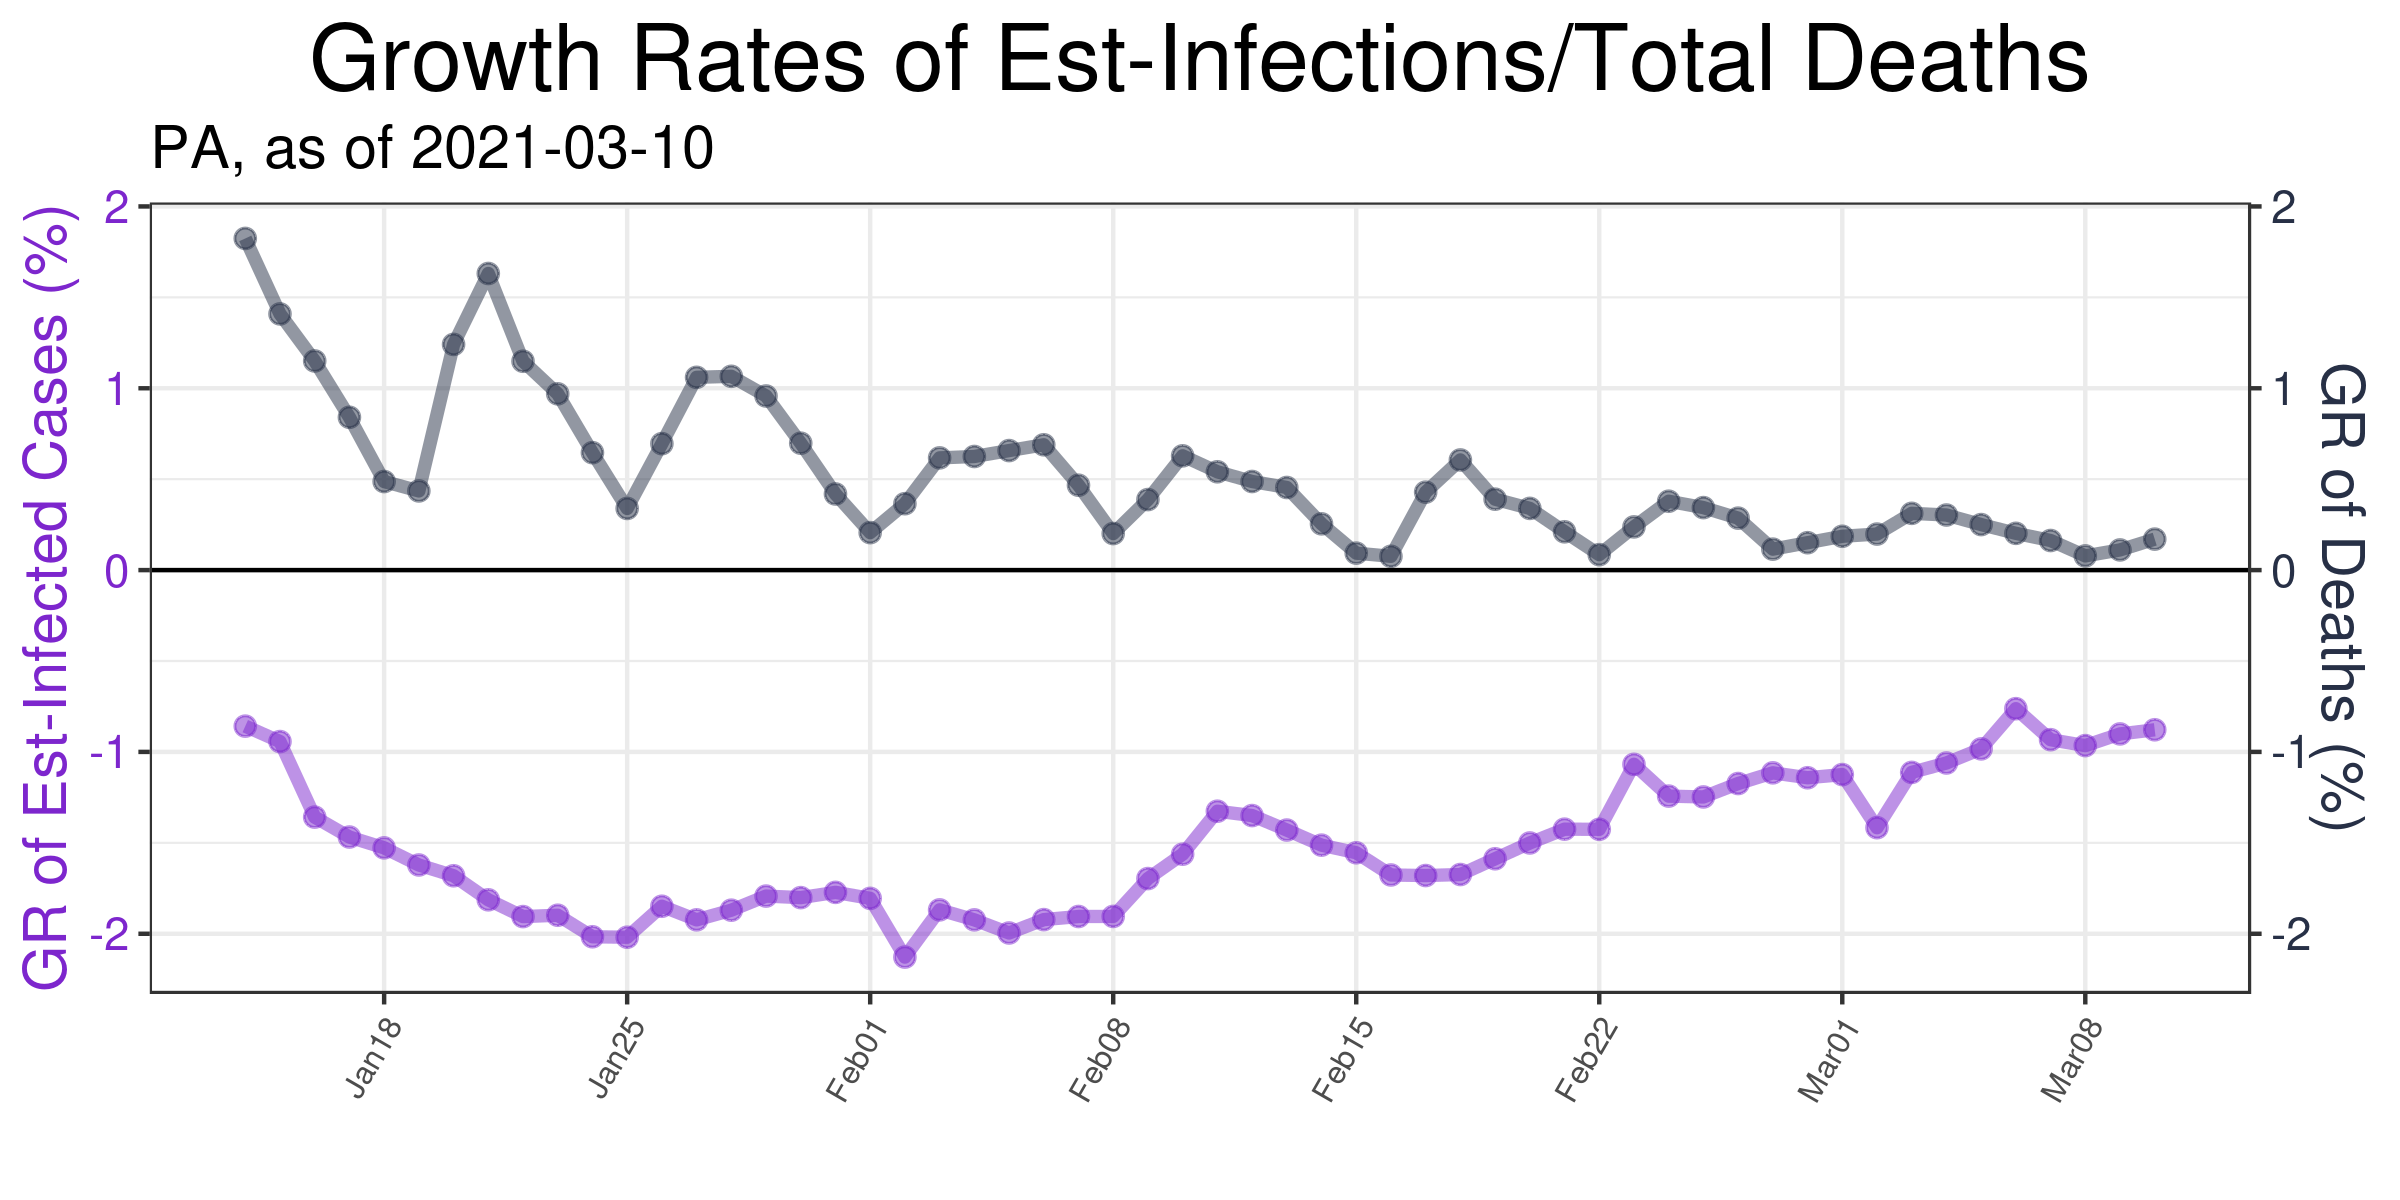 Growth Rates of Est-Infections/Total Deaths
PA, as of 2021-03-10
GR of Est-Infected Cases (%)
2
1
0
-1
-2
2
1
0
-1
-2
GR of Deaths (%)
Jan18
Jan25
Feb01
Feb08
Feb15
Feb22
Mar01
Mar08